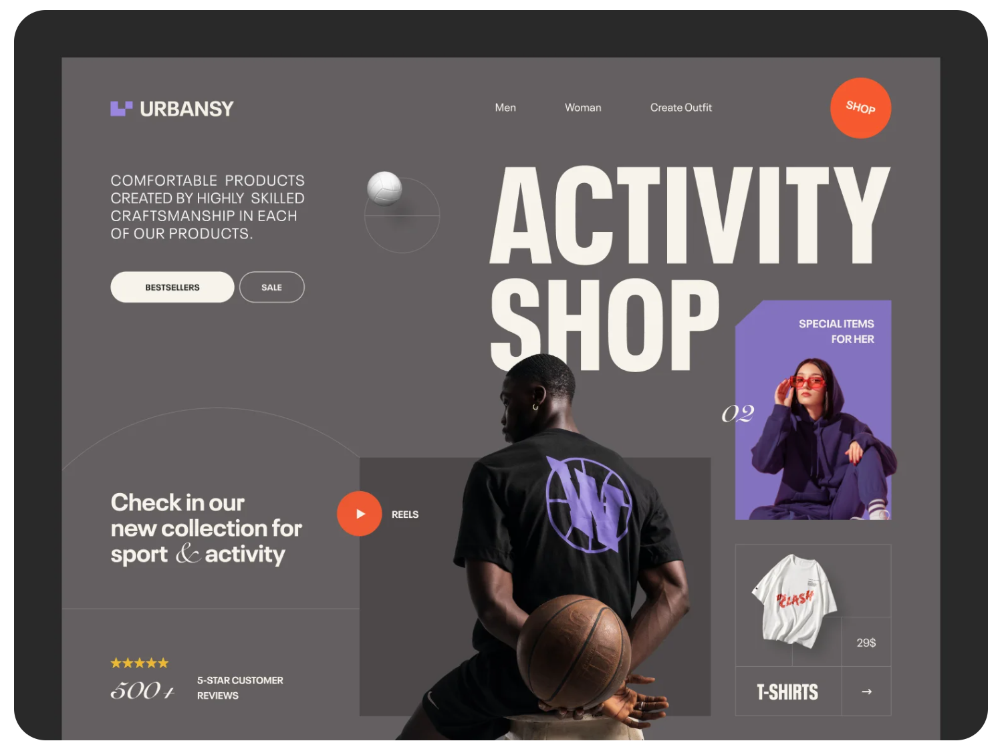 URBANSY
Men
Woman
Create Outfit
SHOP
COMFORTABLE PRODUCTS
CREATED BY HIGHLY SKILLED
CRAFTSMANSHIP IN EACH
OF OUR PRODUCTS.
BESTSELLERS
SALE
ACTIVITY
SHOP
SPECIAL ITEMS
FOR HER
02
Check in our
new collection for
sport & activity
REELS
W
CLASH
29$
T-SHIRTS
→
500+
5-STAR CUSTOMER
REVIEWS